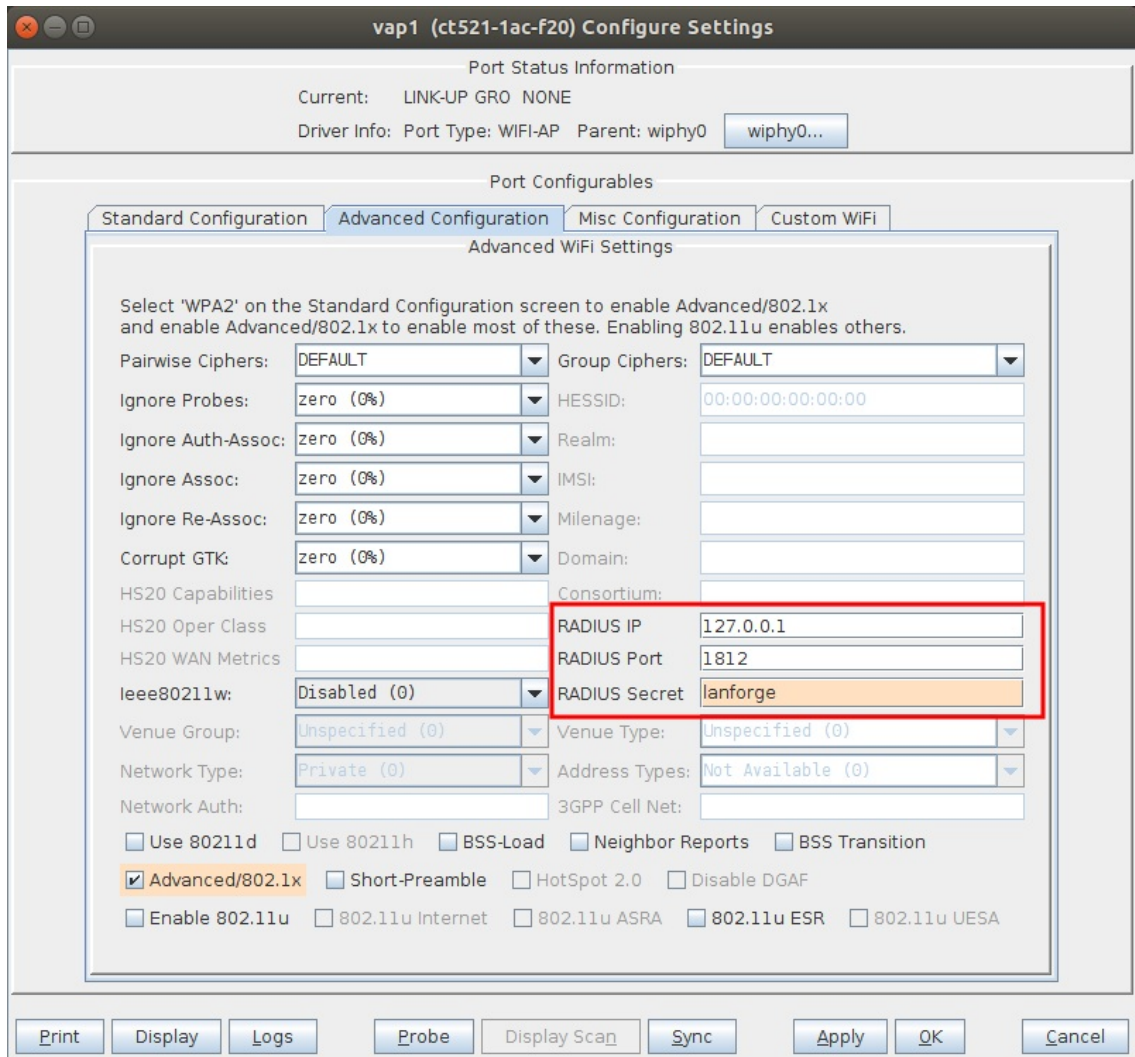 vap1 (ct521-1ac-f20) Configure Settings
Port Status Information
Current: LINK-UP GRO NONE
Driver Info: Port Type: WIFI-AP Parent: wiphy0 wiphy0...
Port Configurables
Standard Configuration Advanced Configuration Misc Configuration Custom WiFi
Advanced WiFi Settings
Select 'WPA2' on the Standard Configuration screen to enable Advanced/802.1x
and enable Advanced/802.1x to enable most of these. Enabling 802.11u enables others.
Pairwise Ciphers: DEFAULT Group Ciphers: DEFAULT
Ignore Probes: zero (0%) HESSID: 00:00:00:00:00:00
Ignore Auth-Assoc: zero (0%) Realm:
Ignore Assoc: zero (0%) IMSI:
Ignore Re-Assoc: zero (0%) Milenage:
Corrupt GTK: zero (0%) Domain:
HS20 Capabilities Consortium:
HS20 Oper Class RADIUS IP 127.0.0.1
HS20 WAN Metrics RADIUS Port 1812
Ieee80211w: Disabled (0) RADIUS Secret lanforge
Venue Group: Unspecified (0) Venue Type: Unspecified (0)
Network Type: Private (0) Address Types: Not Available (0)
Network Auth: 3GPP Cell Net:
Use 80211d Use 80211h BSS-Load Neighbor Reports BSS Transition
Advanced/802.1x Short-Preamble HotSpot 2.0 Disable DGAF
Enable 802.11u 802.11u Internet 802.11u ASRA 802.11u ESR 802.11u UESA
Print Display Logs Probe Display Scan Sync Apply OK Cancel